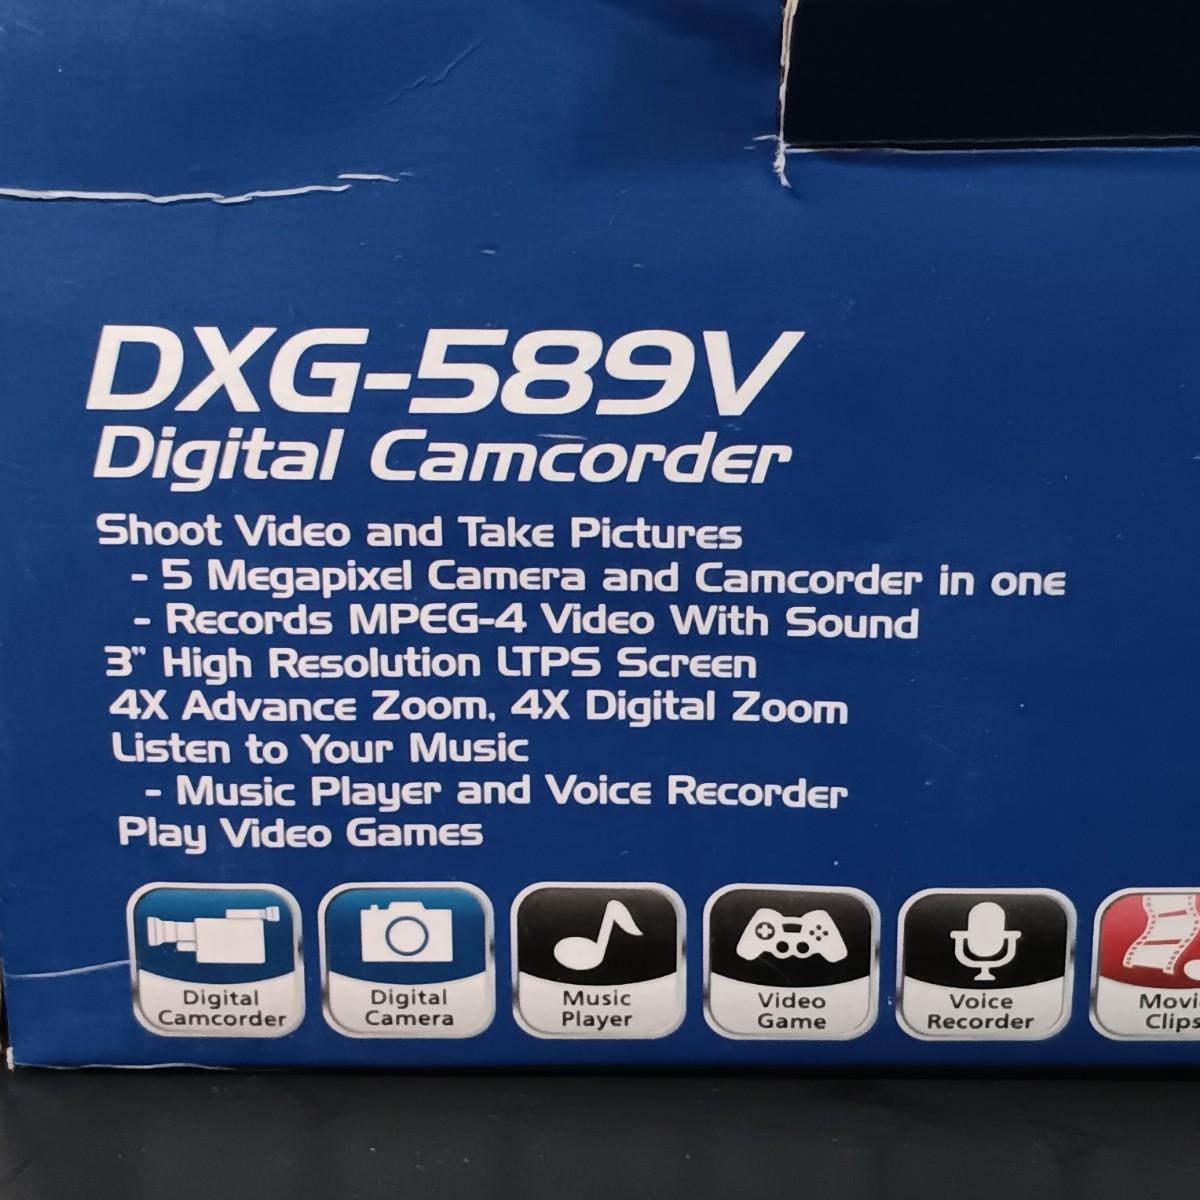 DXG-589V
Digital Camcorder
Shoot Video and Take Pictures
- 5 Megapixel Camera and Camcorder in one
- Records MPEG-4 Video With Sound
3" High Resolution LTPS Screen
4X Advance Zoom, 4X Digital Zoom
Listen to Your Music
- Music Player and Voice Recorder
Play Video Games
Digital
Camcorder
Digital
Camera
Music
Player
Video
Game
Voice
Recorder
Movi
Clips